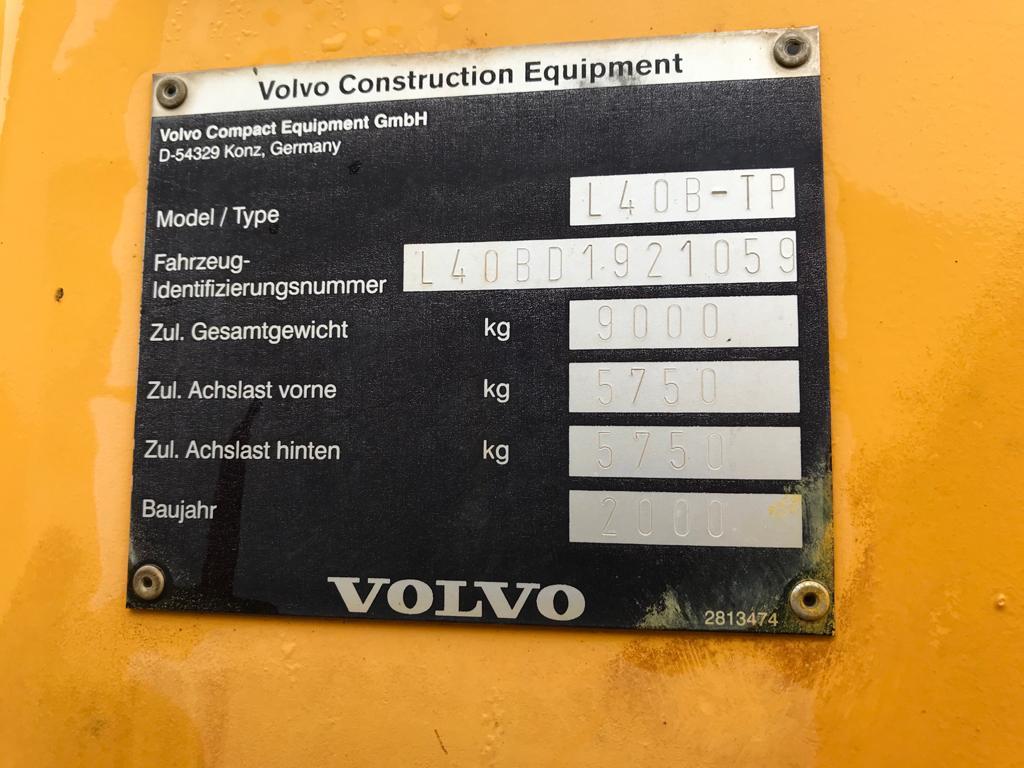 Volvo Construction Equipment
Volvo Compact Equipment GmbH
D-54329 Konz, Germany
Model / Type L40B-TP
Fahrzeug-
Identifizierungsnummer L40BD1921059
Zul. Gesamtgewicht kg 9000
Zul. Achslast vorne kg 5750
Zul. Achslast hinten kg 5750
Baujahr 2000
VOLVO
2813474